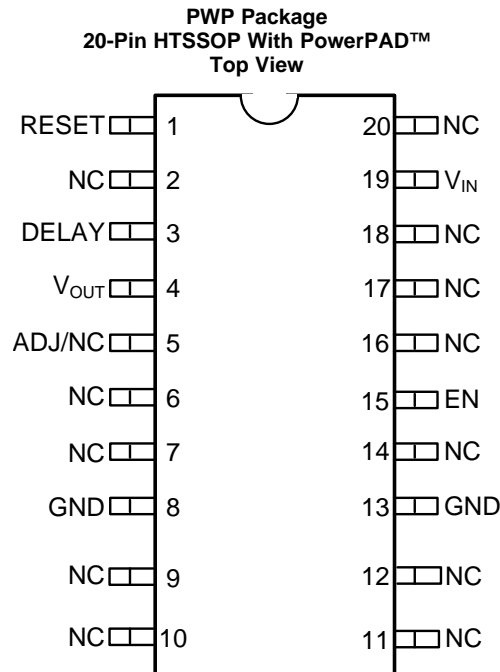 PWP Package
20-Pin HTSSOP With PowerPAD™
Top View
RESET 1 20 NC
NC 2 19 VIN
DELAY 3 18 NC
VOUT 4 17 NC
ADJ/NC 5 16 NC
NC 6 15 EN
NC 7 14 NC
GND 8 13 GND
NC 9 12 NC
NC 10 11 NC